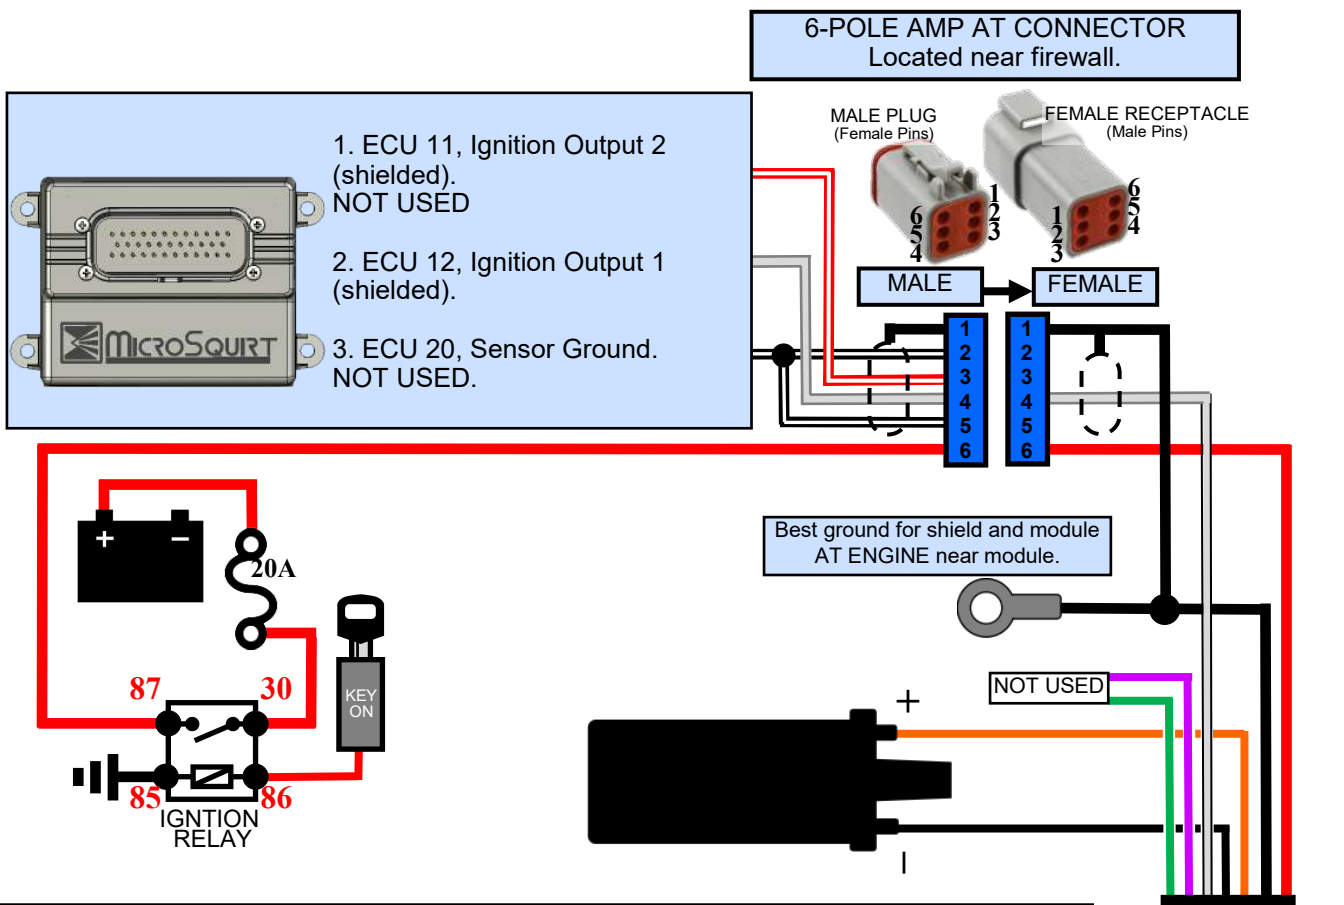 6-POLE AMP AT CONNECTOR
Located near firewall.
1. ECU 11, Ignition Output 2
(shielded).
NOT USED
2. ECU 12, Ignition Output 1
(shielded).
3. ECU 20, Sensor Ground.
NOT USED.
MICROSQUIRT
MALE PLUG
(Female Pins)
FEMALE RECEPTACLE
(Male Pins)
6
5
4
1
2
3
1
2
3
6
5
4
MALE
FEMALE
1
2
3
4
5
6
1
2
3
4
5
6
Best ground for shield and module
AT ENGINE near module.
+
−
20A
KEY
ON
87
30
85
86
IGNTION
RELAY
NOT USED
+
−